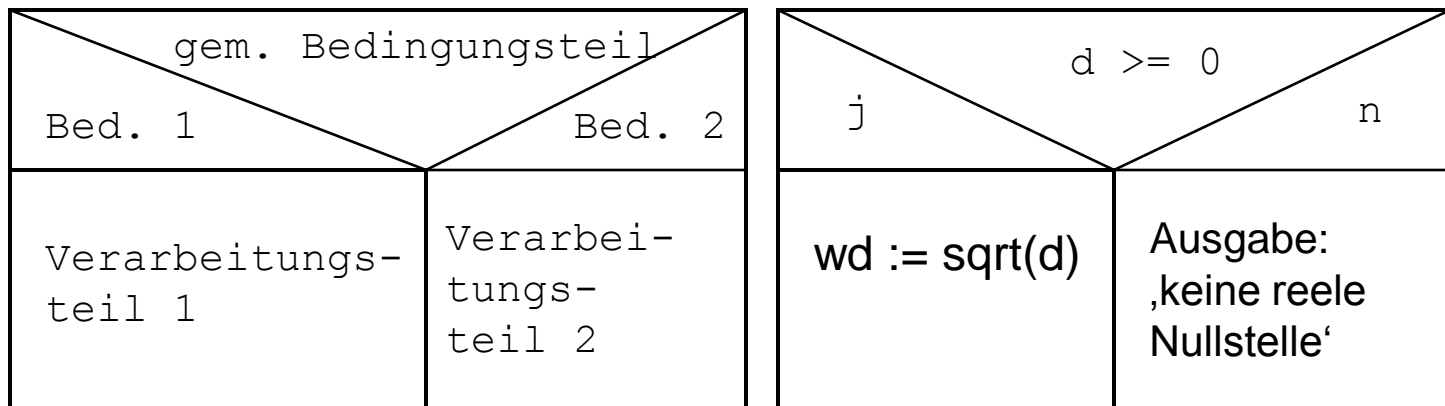 gem. Bedingungsteil
Bed. 1
Bed. 2
Verarbeitungs-
teil 1
Verarbei-
tungs-
teil 2
d >= 0
j
n
wd := sqrt(d)
Ausgabe:
‚keine reele
Nullstelle‘